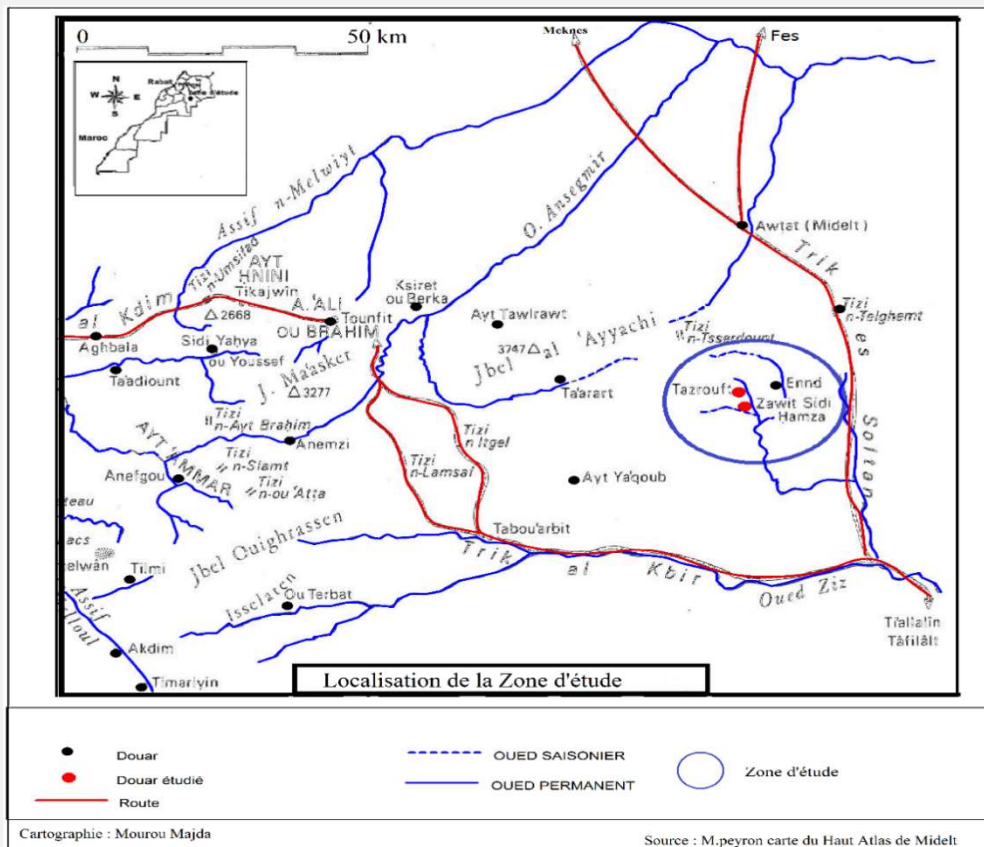 0 50 km
Meknes
Fes
N
W E
S
Rabat
Maroc
Assif n-Melwiyt
O. Ansegmir
Awtat (Midelt)
Trik es Soltan
Tizi
n-Umsifad
AYT
HNINI
Tikajwin
2668
al Kdim
Aghbala
A. 'ALI
OU BRAHIM
Tounfit
Ksiret
ou Berka
Ayt Tawlrawt
Jbel al 'Ayyachi
3747
Tizi
n-Tsserdount
Tizi
n-Telghemt
Sidi Yahya
ou Youssef
Ta'adiount
J. Ma'asker
3277
Ta'arart
Tazrouft
Ennd
Zawit Sidi
Hamza
Tizi
n-Ayt Brahim
Anemzi
Tizi
n Itgel
Tizi
n-Lamsal
AYT 'AMMAR
Tizi
n-Slamt
Tizi
n-ou 'Atta
Anefgou
Ayt Ya'qoub
Tabou'arbit
Trik al Kbir
Oued Ziz
Jbel Ouighrassen
Tilmi
Isselaten
Ou Terbat
Assif
Akdim
Timariyin
Tiallalin
Tâfilâlt
Localisation de la Zone d'étude
Douar
Douar étudié
Route
OUED SAISONIER
OUED PERMANENT
Zone d'étude
Cartographie : Mourou Majda
Source : M.peyron carte du Haut Atlas de Midelt